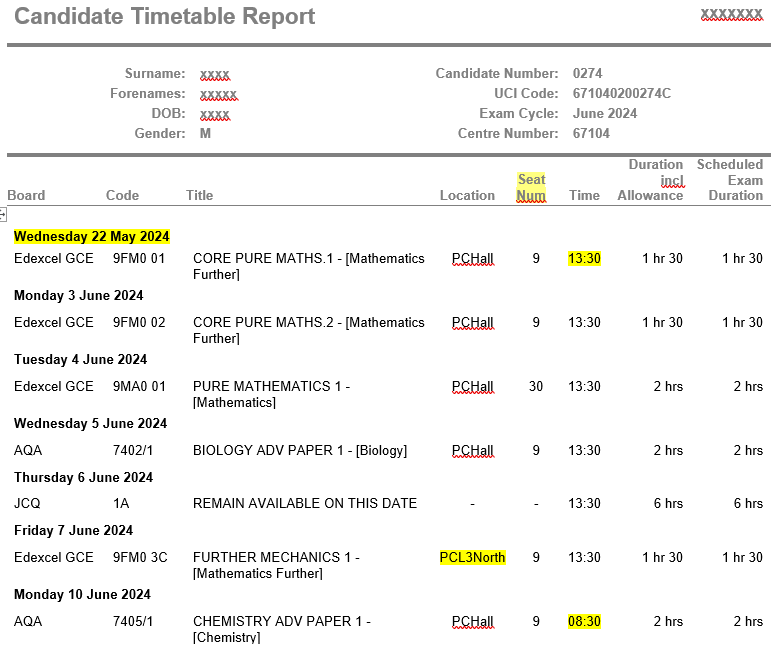 Candidate Timetable Report
xxxxxxx
Surname: xxxx Candidate Number: 0274
Forenames: xxxxx UCI Code: 671040200274C
DOB: xxxx Exam Cycle: June 2024
Gender: M Centre Number: 67104
Board Code Title Location Seat Num Time Duration incl Allowance Scheduled Exam Duration
Wednesday 22 May 2024
Edexcel GCE 9FM0 01 CORE PURE MATHS.1 - [Mathematics PCHall 9 13:30 1 hr 30 1 hr 30
Further]
Monday 3 June 2024
Edexcel GCE 9FM0 02 CORE PURE MATHS.2 - [Mathematics PCHall 9 13:30 1 hr 30 1 hr 30
Further]
Tuesday 4 June 2024
Edexcel GCE 9MA0 01 PURE MATHEMATICS 1 - PCHall 30 13:30 2 hrs 2 hrs
[Mathematics]
Wednesday 5 June 2024
AQA 7402/1 BIOLOGY ADV PAPER 1 - [Biology] PCHall 9 13:30 2 hrs 2 hrs
Thursday 6 June 2024
JCQ 1A REMAIN AVAILABLE ON THIS DATE - - 13:30 6 hrs 6 hrs
Friday 7 June 2024
Edexcel GCE 9FM0 3C FURTHER MECHANICS 1 - PCL3North 9 13:30 1 hr 30 1 hr 30
[Mathematics Further]
Monday 10 June 2024
AQA 7405/1 CHEMISTRY ADV PAPER 1 - PCHall 9 08:30 2 hrs 2 hrs
[Chemistry]